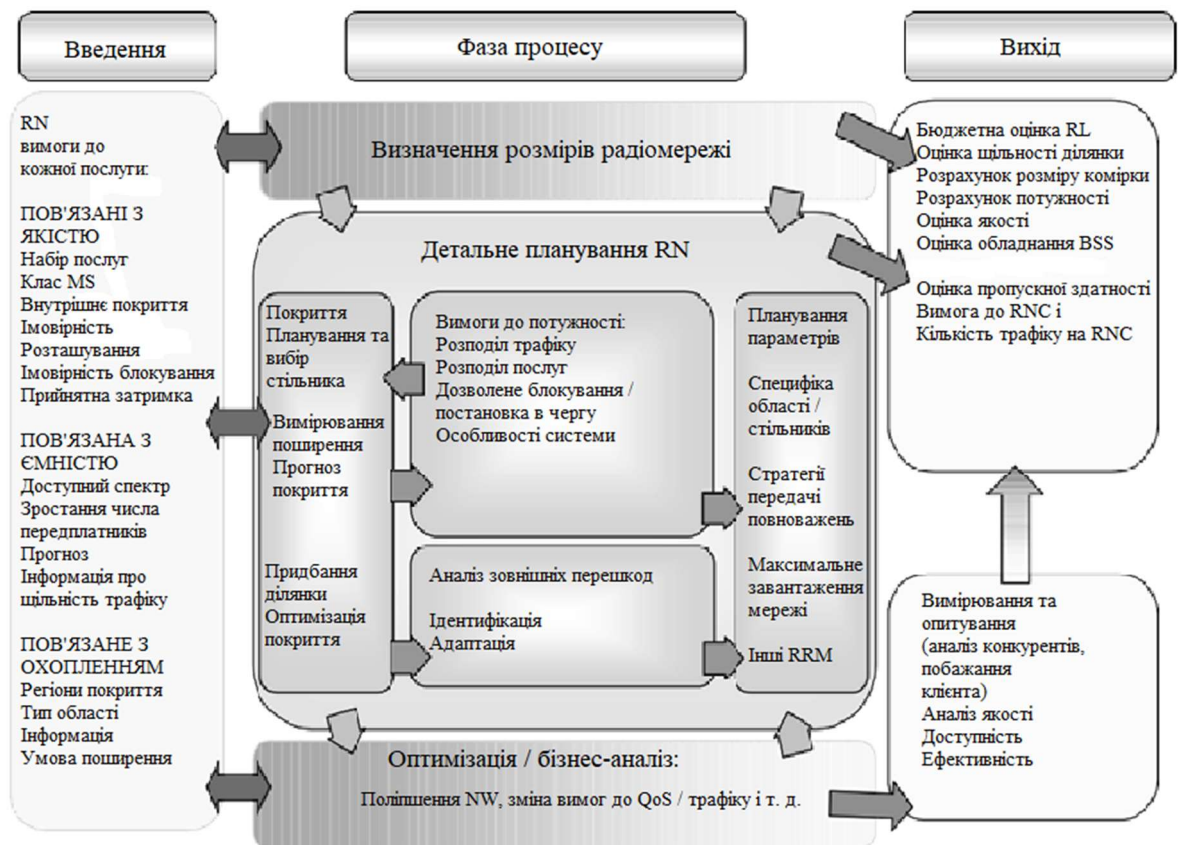 Введення
Фаза процесу
Вихід
RN
вимоги до
кожної послуги:
ПОВ'ЯЗАНІ З
ЯКІСТЮ
Набір послуг
Клас MS
Внутрішнє покриття
Імовірність
Розташування
Імовірність блокування
Прийнятна затримка
ПОВ'ЯЗАНА З
ЄМНІСТЮ
Доступний спектр
Зростання числа
передплатників
Прогноз
Інформація про
щільність трафіку
ПОВ'ЯЗАНЕ З
ОХОПЛЕННЯМ
Регіони покриття
Тип області
Інформація
Умова поширення
Визначення розмірів радіомережі
Детальне планування RN
Покриття
Планування та
вибір
стільника
Вимірювання
поширення
Прогноз
покриття
Придбання
ділянки
Оптимізація
покриття
Вимоги до потужності:
Розподіл трафіку
Розподіл послуг
Дозволене блокування /
постановка в чергу
Особливості системи
Аналіз зовнішніх перешкод
Ідентифікація
Адаптація
Планування
параметрів
Специфіка
області /
стільників
Стратегії
передачі
повноважень
Максимальне
завантаження
мережі
Інші RRM
Оптимізація / бізнес-аналіз:
Поліпшення NW, зміна вимог до QoS / трафіку і т. д.
Бюджетна оцінка RL
Оцінка щільності ділянки
Розрахунок розміру комірки
Розрахунок потужності
Оцінка якості
Оцінка обладнання BSS
Оцінка пропускної здатності
Вимога до RNC і
Кількість трафіку на RNC
Вимірювання та
опитування
(аналіз конкурентів,
побажання
клієнта)
Аналіз якості
Доступність
Ефективність